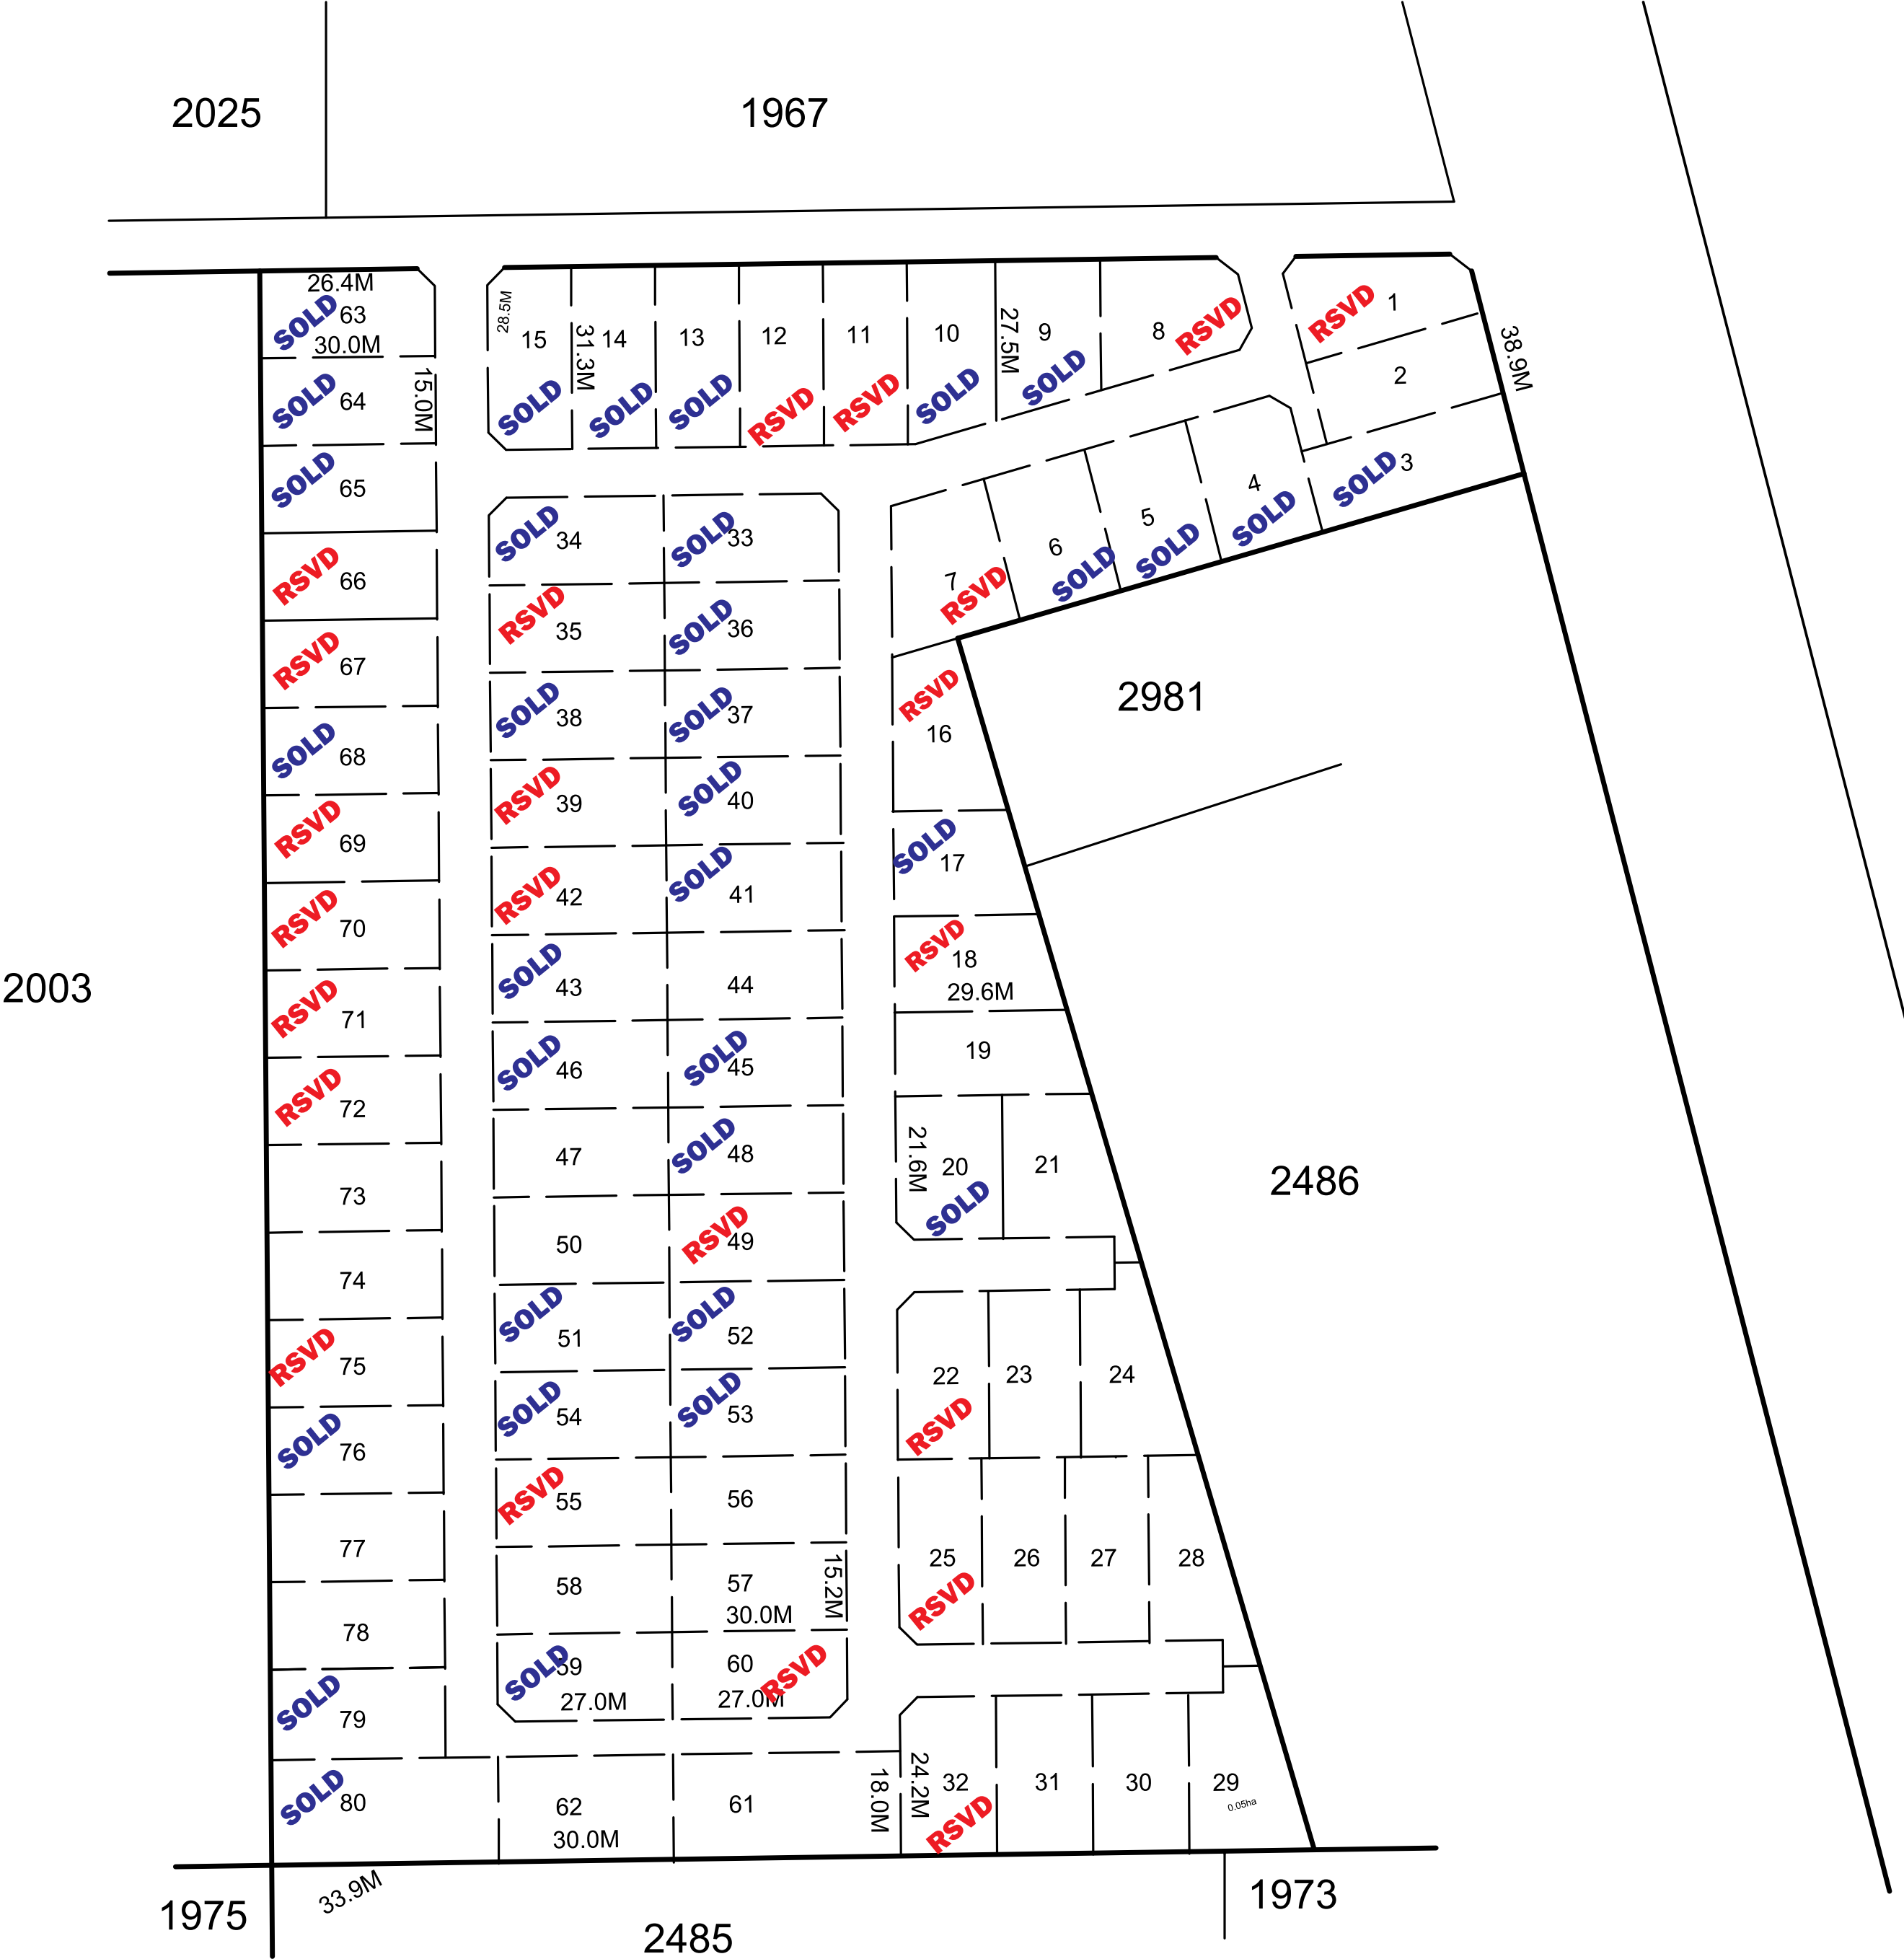 2025
1967
26.4M
SOLD
63
30.0M
SOLD
64
15.0M
SOLD
65
RSVD
66
RSVD
67
SOLD
68
RSVD
69
RSVD
70
RSVD
71
RSVD
72
73
74
RSVD
75
SOLD
76
77
78
SOLD
79
SOLD
80
28.5M
15
SOLD
31.3M
14
SOLD
13
SOLD
12
RSVD
11
RSVD
10
SOLD
27.5M
9
SOLD
8
RSVD
1
RSVD
2
38.9M
3
SOLD
4
SOLD
5
SOLD
6
SOLD
7
RSVD
SOLD
34
SOLD
33
RSVD
35
SOLD
36
SOLD
38
SOLD
37
RSVD
39
SOLD
40
RSVD
42
SOLD
41
SOLD
43
44
SOLD
46
SOLD
45
47
SOLD
48
50
RSVD
49
SOLD
51
SOLD
52
SOLD
54
SOLD
53
RSVD
55
56
58
57
30.0M
15.2M
SOLD
59
27.0M
60
27.0M
RSVD
62
30.0M
61
18.0M
RSVD
16
SOLD
17
RSVD
18
29.6M
19
21.6M
20
SOLD
21
22
RSVD
23
24
25
RSVD
26
27
28
24.2M
32
RSVD
31
30
29
0.05ha
2981
2486
2003
1975
33.9M
2485
1973